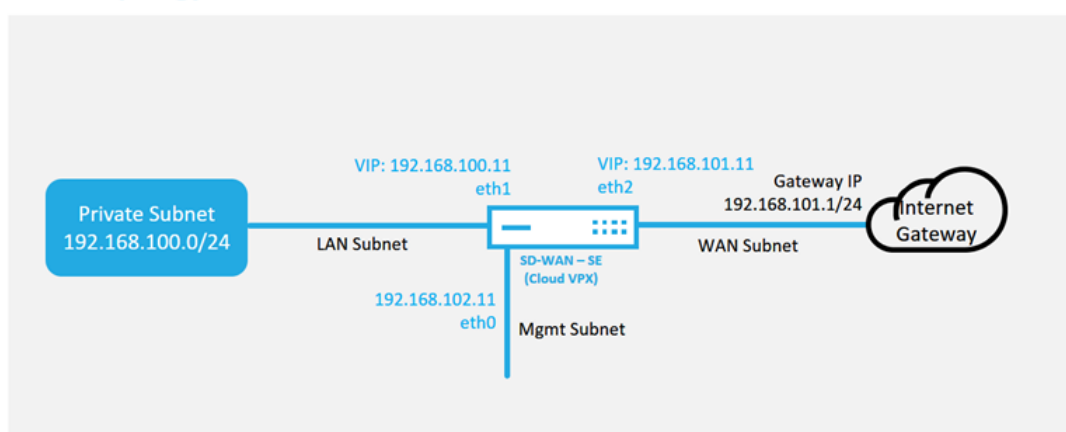 VIP: 192.168.100.11
eth1
VIP: 192.168.101.11
eth2
Gateway IP
192.168.101.1/24
Private Subnet
192.168.100.0/24
LAN Subnet
SD-WAN – SE
(Cloud VPX)
WAN Subnet
Internet
Gateway
192.168.102.11
eth0
Mgmt Subnet